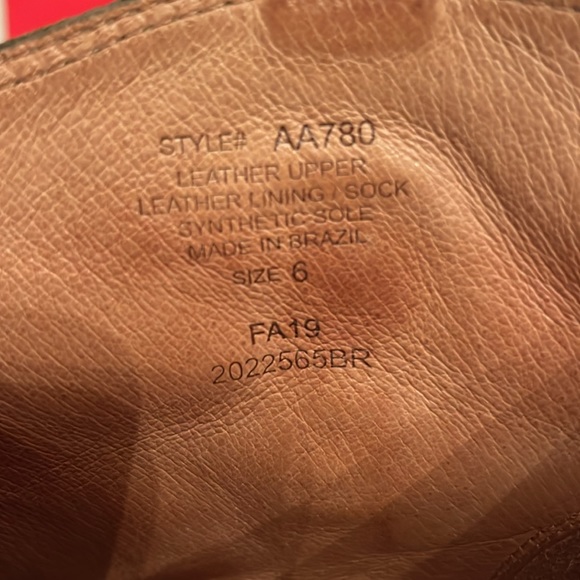 STYLE# AA780
LEATHER UPPER
LEATHER LINING / SOCK
SYNTHETIC SOLE
MADE IN BRAZIL
SIZE 6
FA19
2022565BR